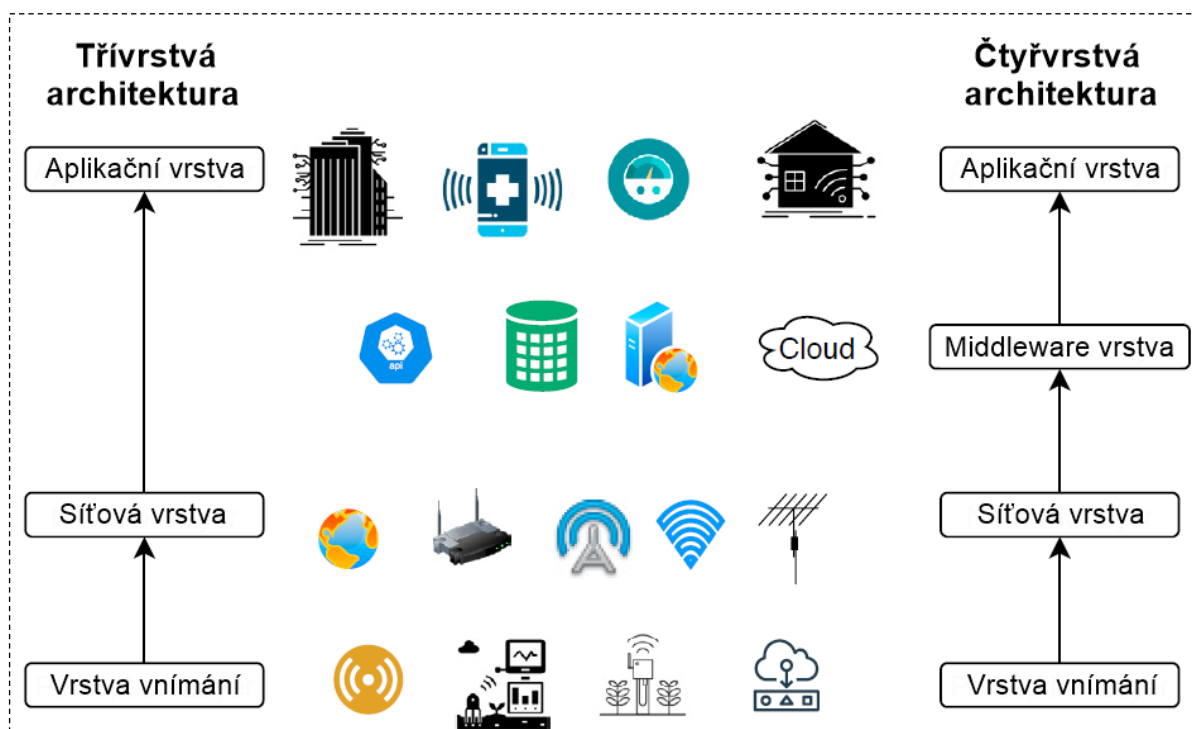 Třívrstvá
architektura
Čtyřvrstvá
architektura
Aplikační vrstva
Aplikační vrstva
api
Cloud
Middleware vrstva
Síťová vrstva
Síťová vrstva
Vrstva vnímání
Vrstva vnímání